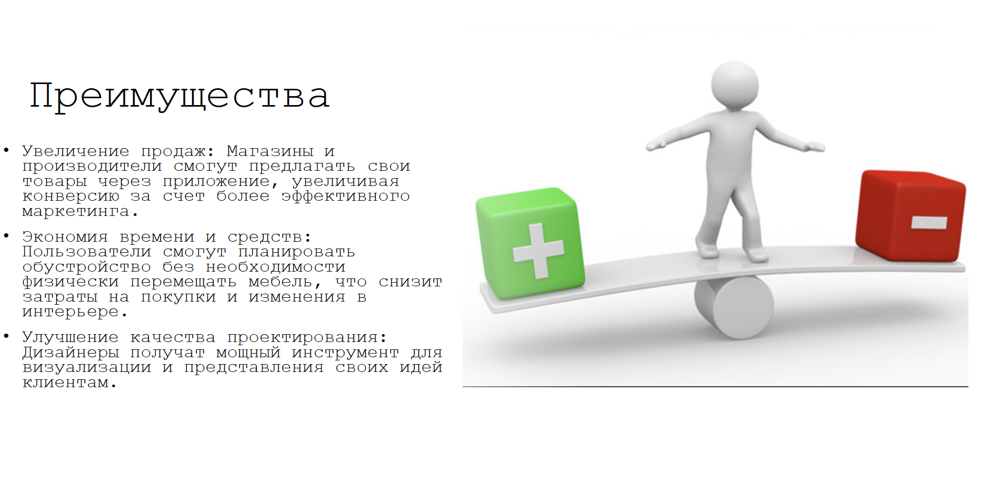 Преимущества
• Увеличение продаж: Магазины и
производители смогут предлагать свои
товары через приложение, увеличивая
конверсию за счет более эффективного
маркетинга.
• Экономия времени и средств:
Пользователи смогут планировать
обустройство без необходимости
физически перемещать мебель, что снизит
затраты на покупки и изменения в
интерьере.
• Улучшение качества проектирования:
Дизайнеры получат мощный инструмент для
визуализации и представления своих идей
клиентам.